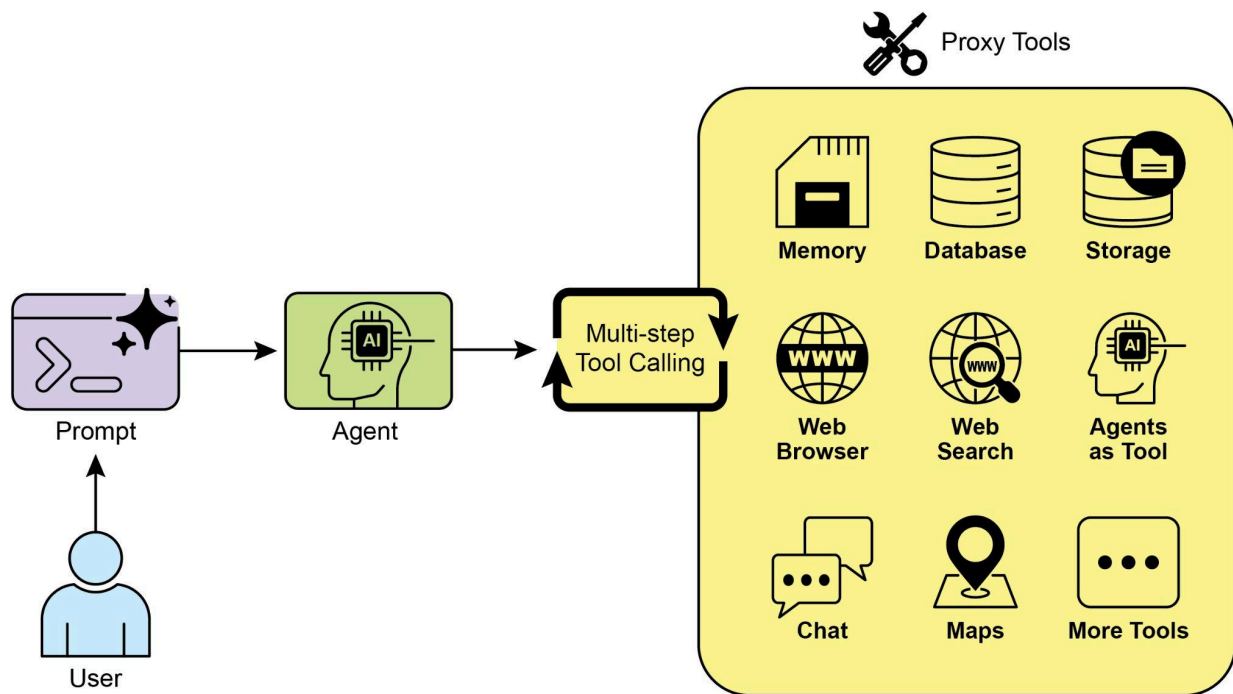 Proxy Tools
Memory
Database
Storage
Multi-step
Tool Calling
AI
WWW
WWW
AI
Prompt
Agent
Web
Browser
Web
Search
Agents
as Tool
User
Chat
Maps
More Tools